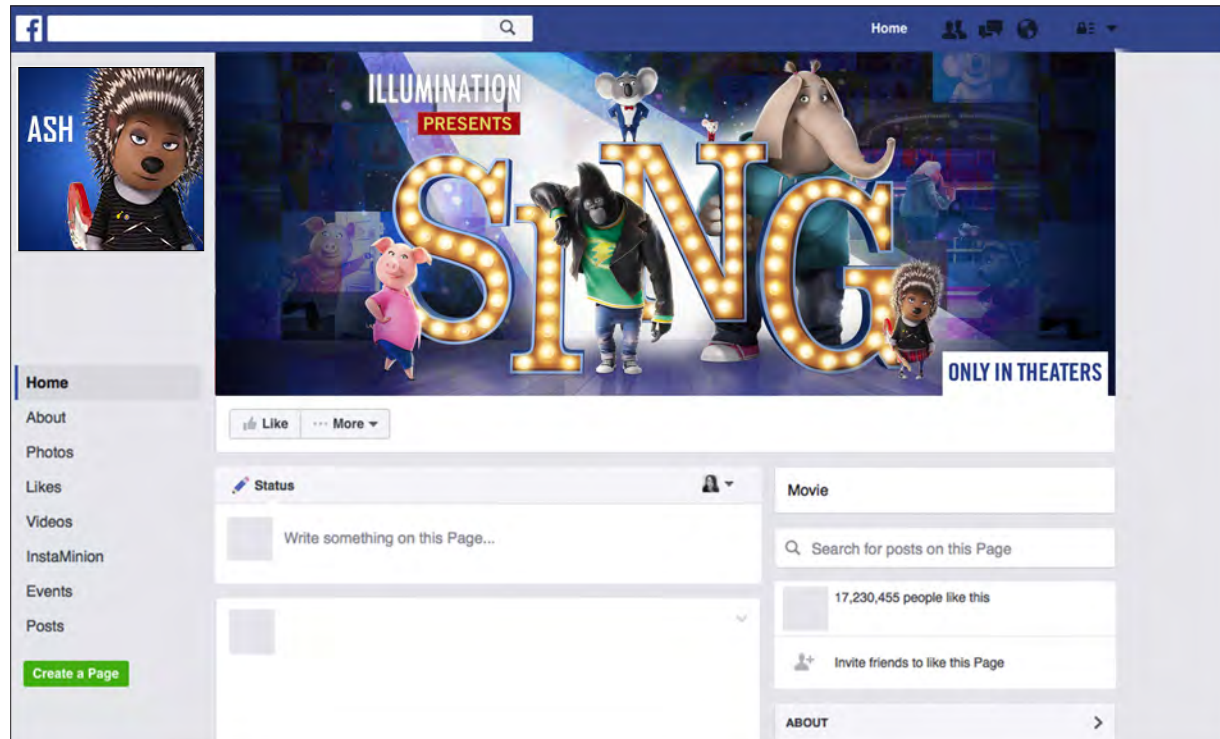 f
Home
ASH
ILLUMINATION
PRESENTS
SING
ONLY IN THEATERS
Home
About
Photos
Likes
Videos
InstaMinion
Events
Posts
Create a Page
Like
··· More
Status
Write something on this Page...
Movie
Search for posts on this Page
17,230,455 people like this
Invite friends to like this Page
ABOUT